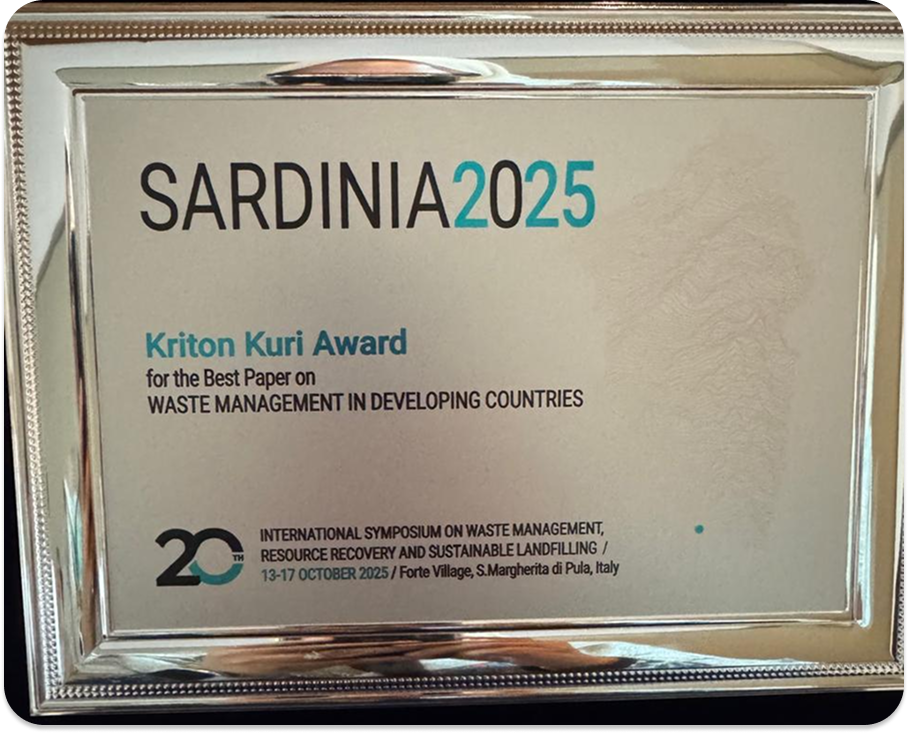 SARDINIA2025
Kriton Kuri Award
for the Best Paper on
WASTE MANAGEMENT IN DEVELOPING COUNTRIES
20TH
INTERNATIONAL SYMPOSIUM ON WASTE MANAGEMENT,
RESOURCE RECOVERY AND SUSTAINABLE LANDFILLING /
13-17 OCTOBER 2025 / Forte Village, S.Margherita di Pula, Italy